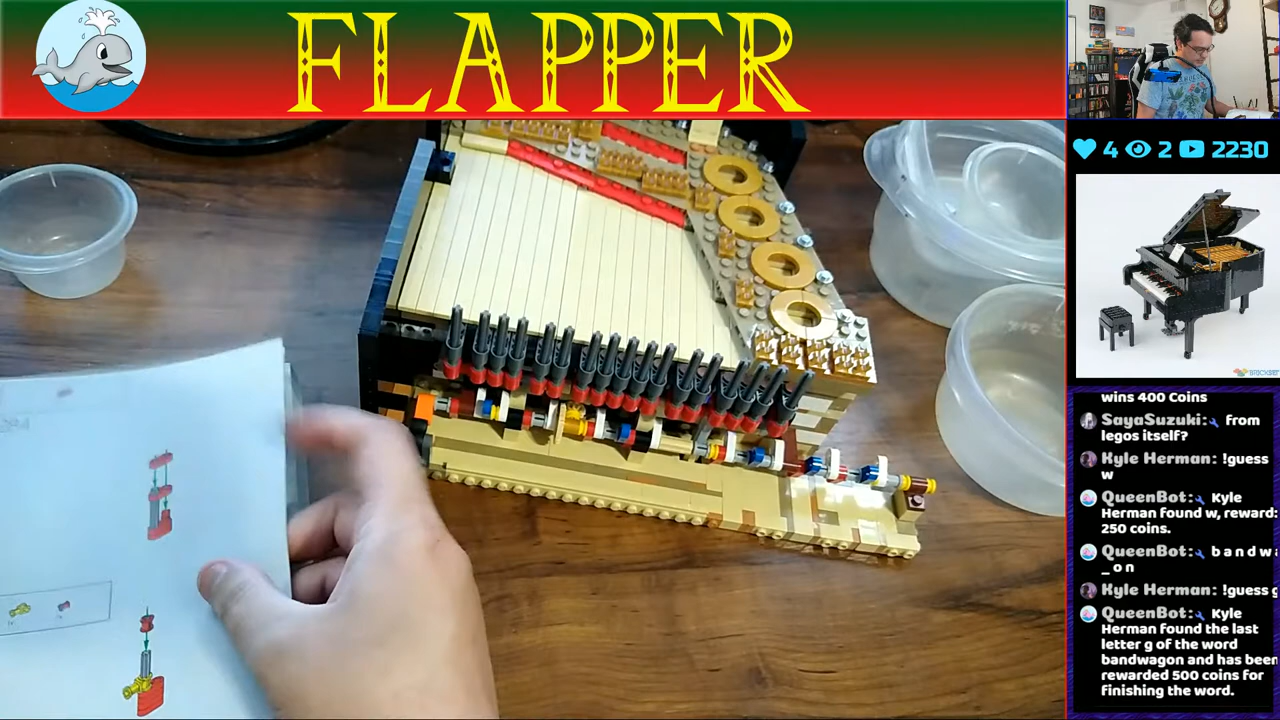 FLAPPER
4 2 2230
wins 400 Coins
SayaSuzuki: from
legos itself?
Kyle Herman: !guess
w
QueenBot: Kyle
Herman found w, reward:
250 coins.
QueenBot: b a n d w a
_ o n
Kyle Herman: !guess g
QueenBot: Kyle
Herman found the last
letter g of the word
bandwagon and has been
rewarded 500 coins for
finishing the word.